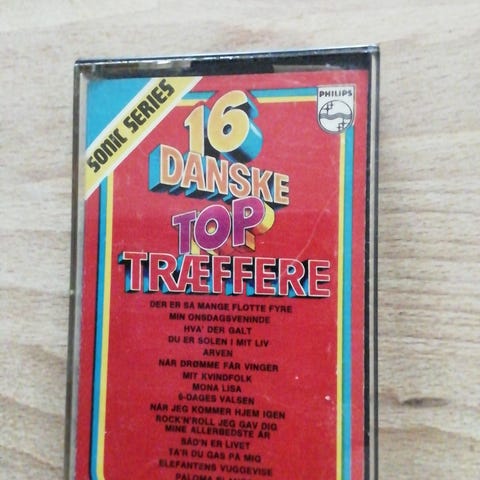 SONIC SERIES
PHILIPS
16
DANSKE
TOP
TRÆFFERE
DER ER SÅ MANGE FLOTTE FYRE
MIN ONSDAGSVENINDE
HVA' DER GALT
DU ER SOLEN I MIT LIV
ARVEN
NÅR DRØMME FÅR VINGER
MIT KVINDFOLK
MONA LISA
6-DAGES VALSEN
NÅR JEG KOMMER HJEM IGEN
ROCK'N'ROLL JEG GAV DIG
MINE ALLERBEDSTE ÅR
SÅD'N ER LIVET
TA'R DU GAS PÅ MIG
ELEFANTENS VUGGEVISE
PALOMA